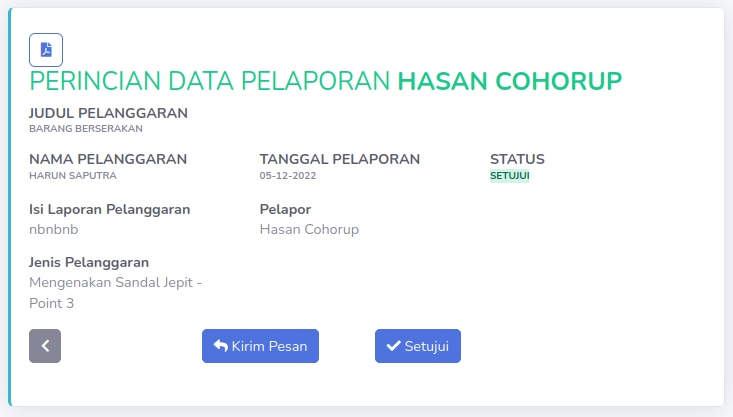 PERINCIAN DATA PELAPORAN HASAN COHORUP
JUDUL PELANGGARAN
BARANG BERSERAKAN
NAMA PELANGGARAN
HARUN SAPUTRA
TANGGAL PELAPORAN
05-12-2022
STATUS
SETUJUI
Isi Laporan Pelanggaran
nbnbnb
Pelapor
Hasan Cohorup
Jenis Pelanggaran
Mengenakan Sandal Jepit -
Point 3
Kirim Pesan
Setujui